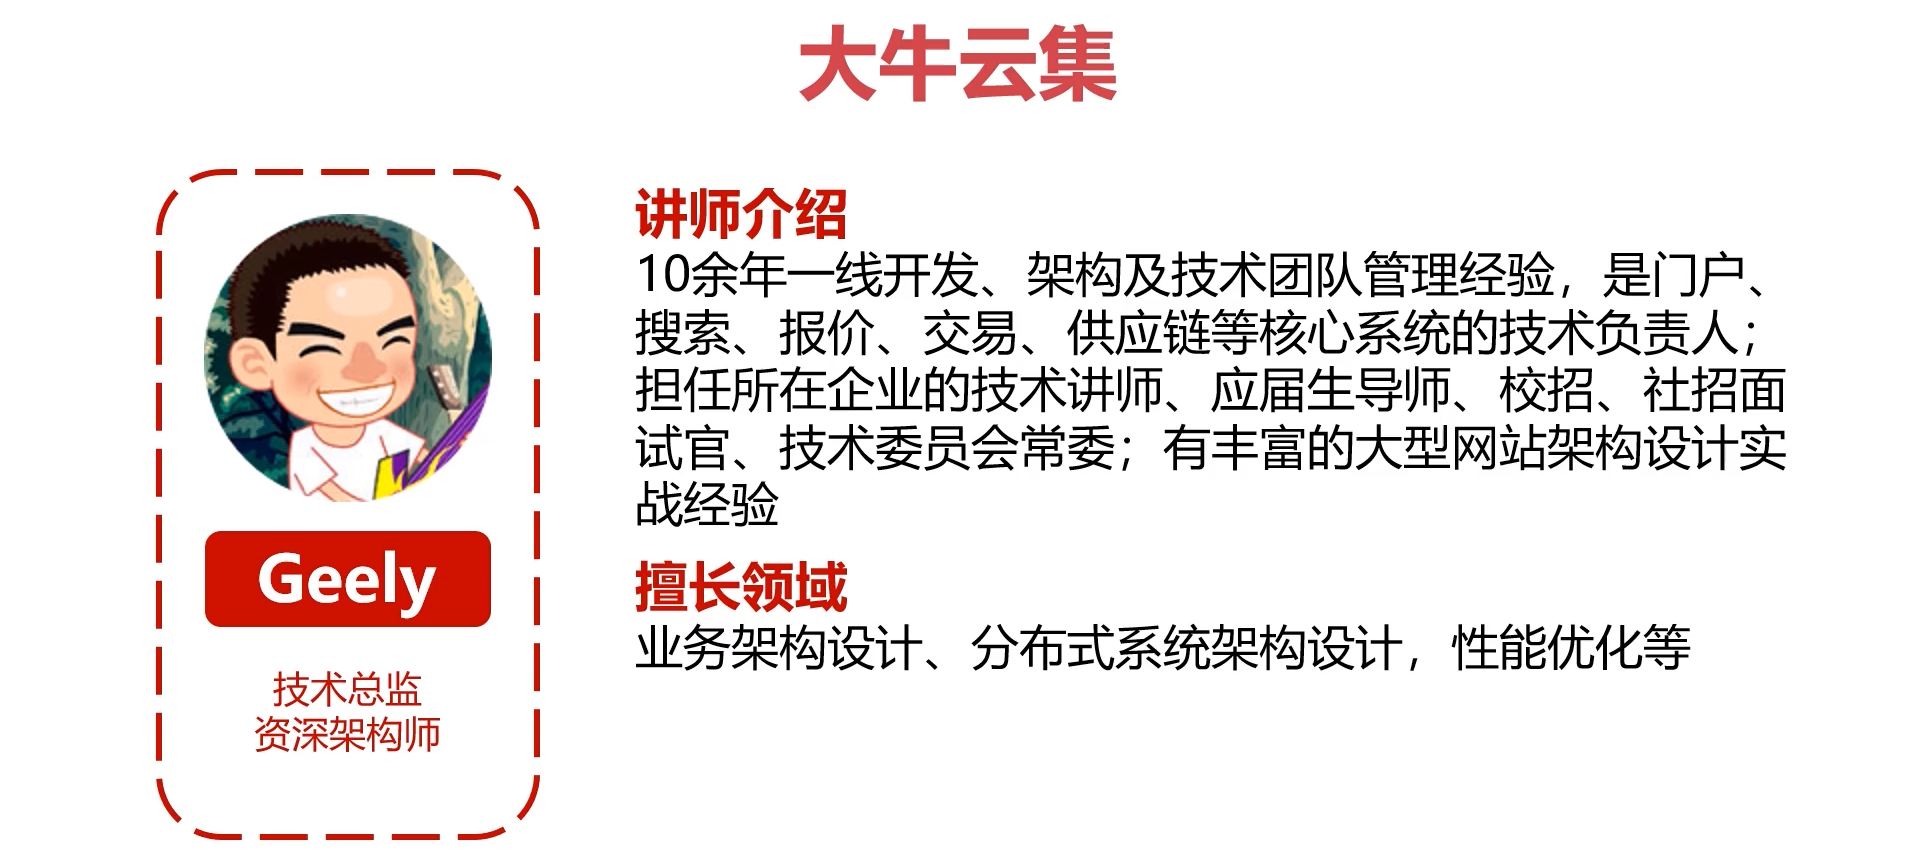 大牛云集
Geely
技术总监
资深架构师
讲师介绍
10余年一线开发、架构及技术团队管理经验，是门户、
搜索、报价、交易、供应链等核心系统的技术负责人；
担任所在企业的技术讲师、应届生导师、校招、社招面
试官、技术委员会常委；有丰富的大型网站架构设计实
战经验
擅长领域
业务架构设计、分布式系统架构设计，性能优化等